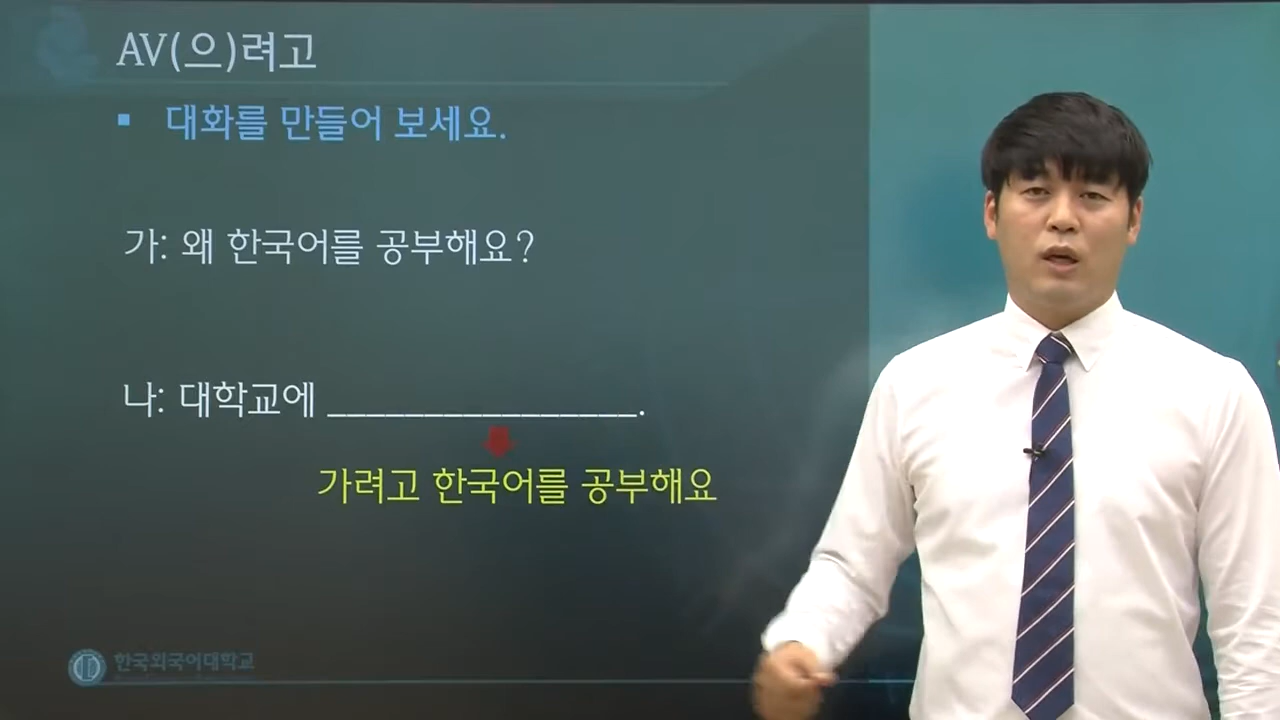 AV(으)려고
▪ 대화를 만들어 보세요.
가: 왜 한국어를 공부해요?
나: 대학교에 ________________.
가려고 한국어를 공부해요
한국외국어대학교